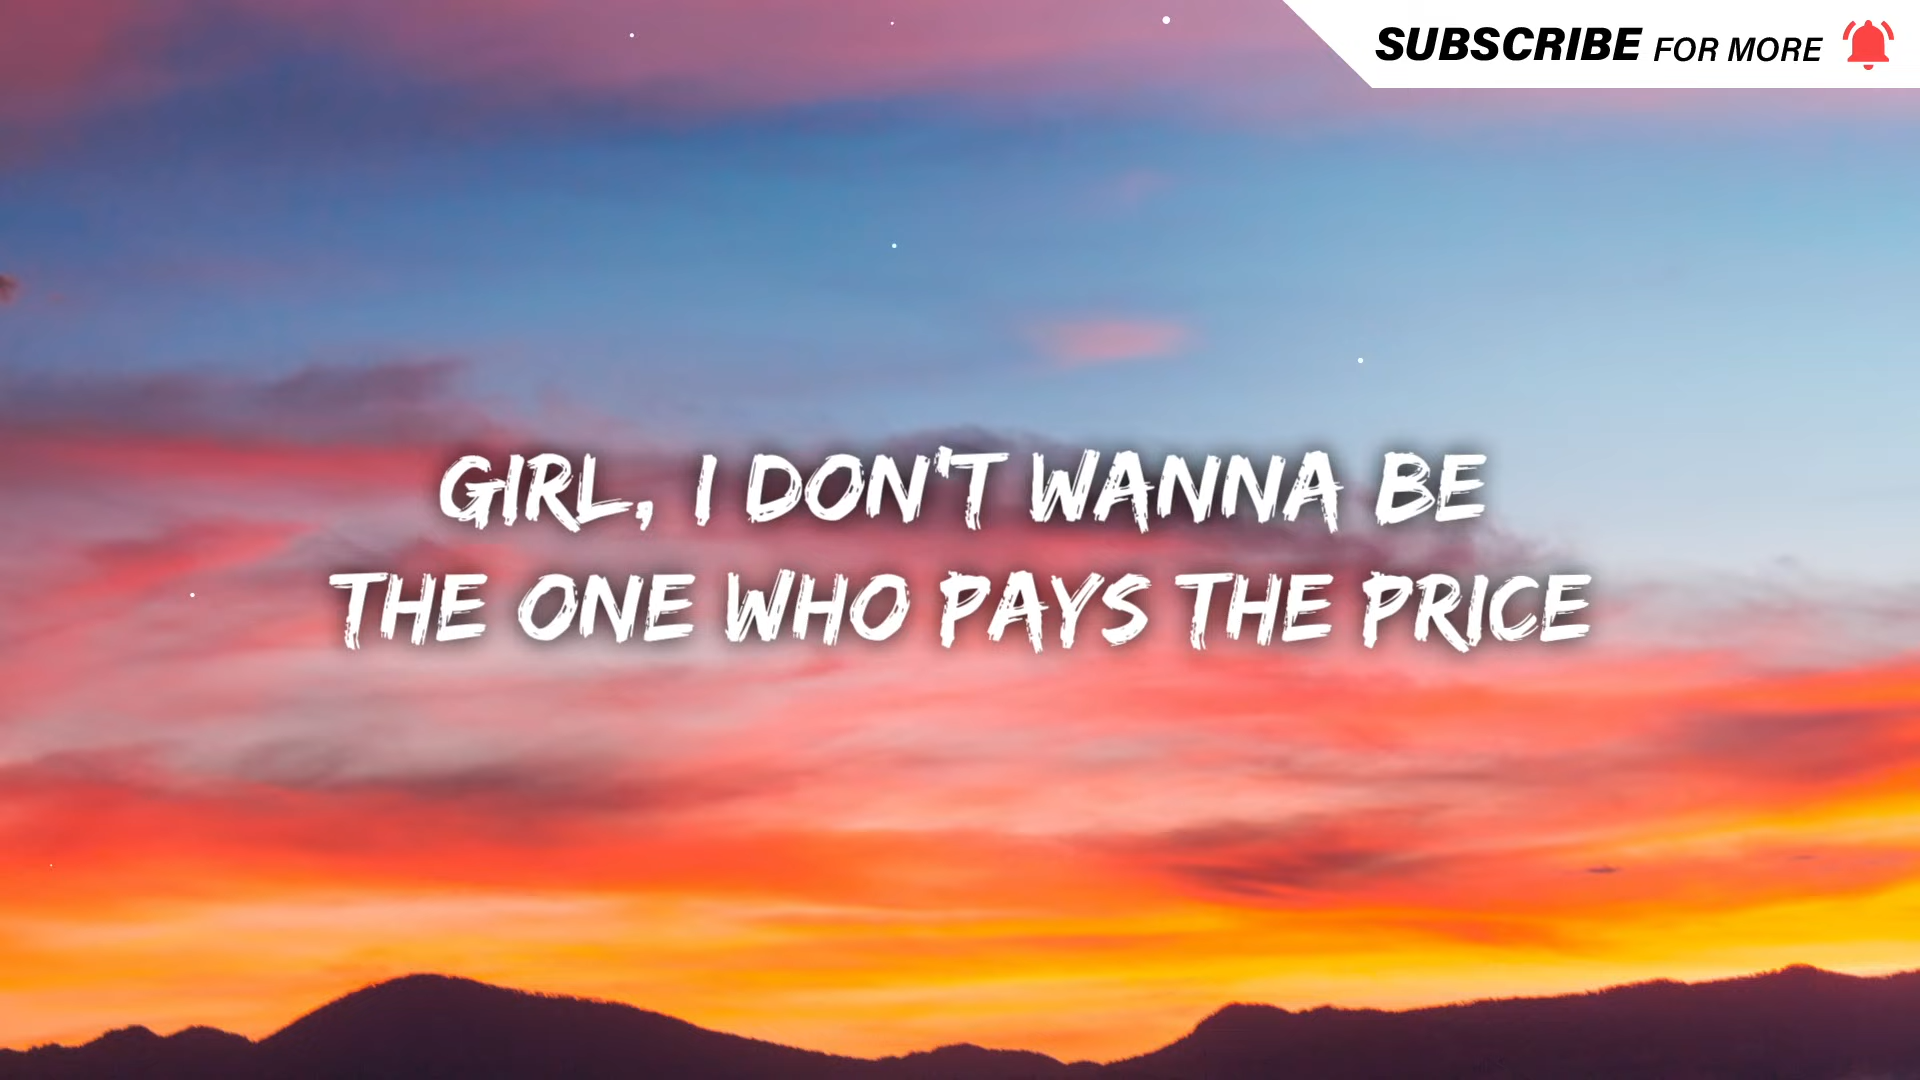 SUBSCRIBE FOR MORE
GIRL, I DON'T WANNA BE
THE ONE WHO PAYS THE PRICE